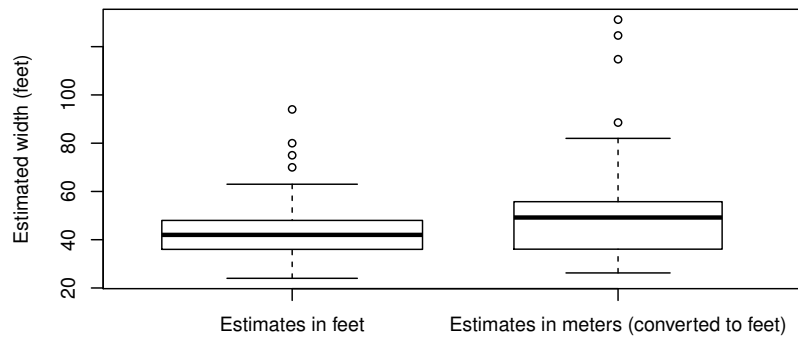 Estimated width (feet)
100
80
60
40
20
Estimates in feet
Estimates in meters (converted to feet)